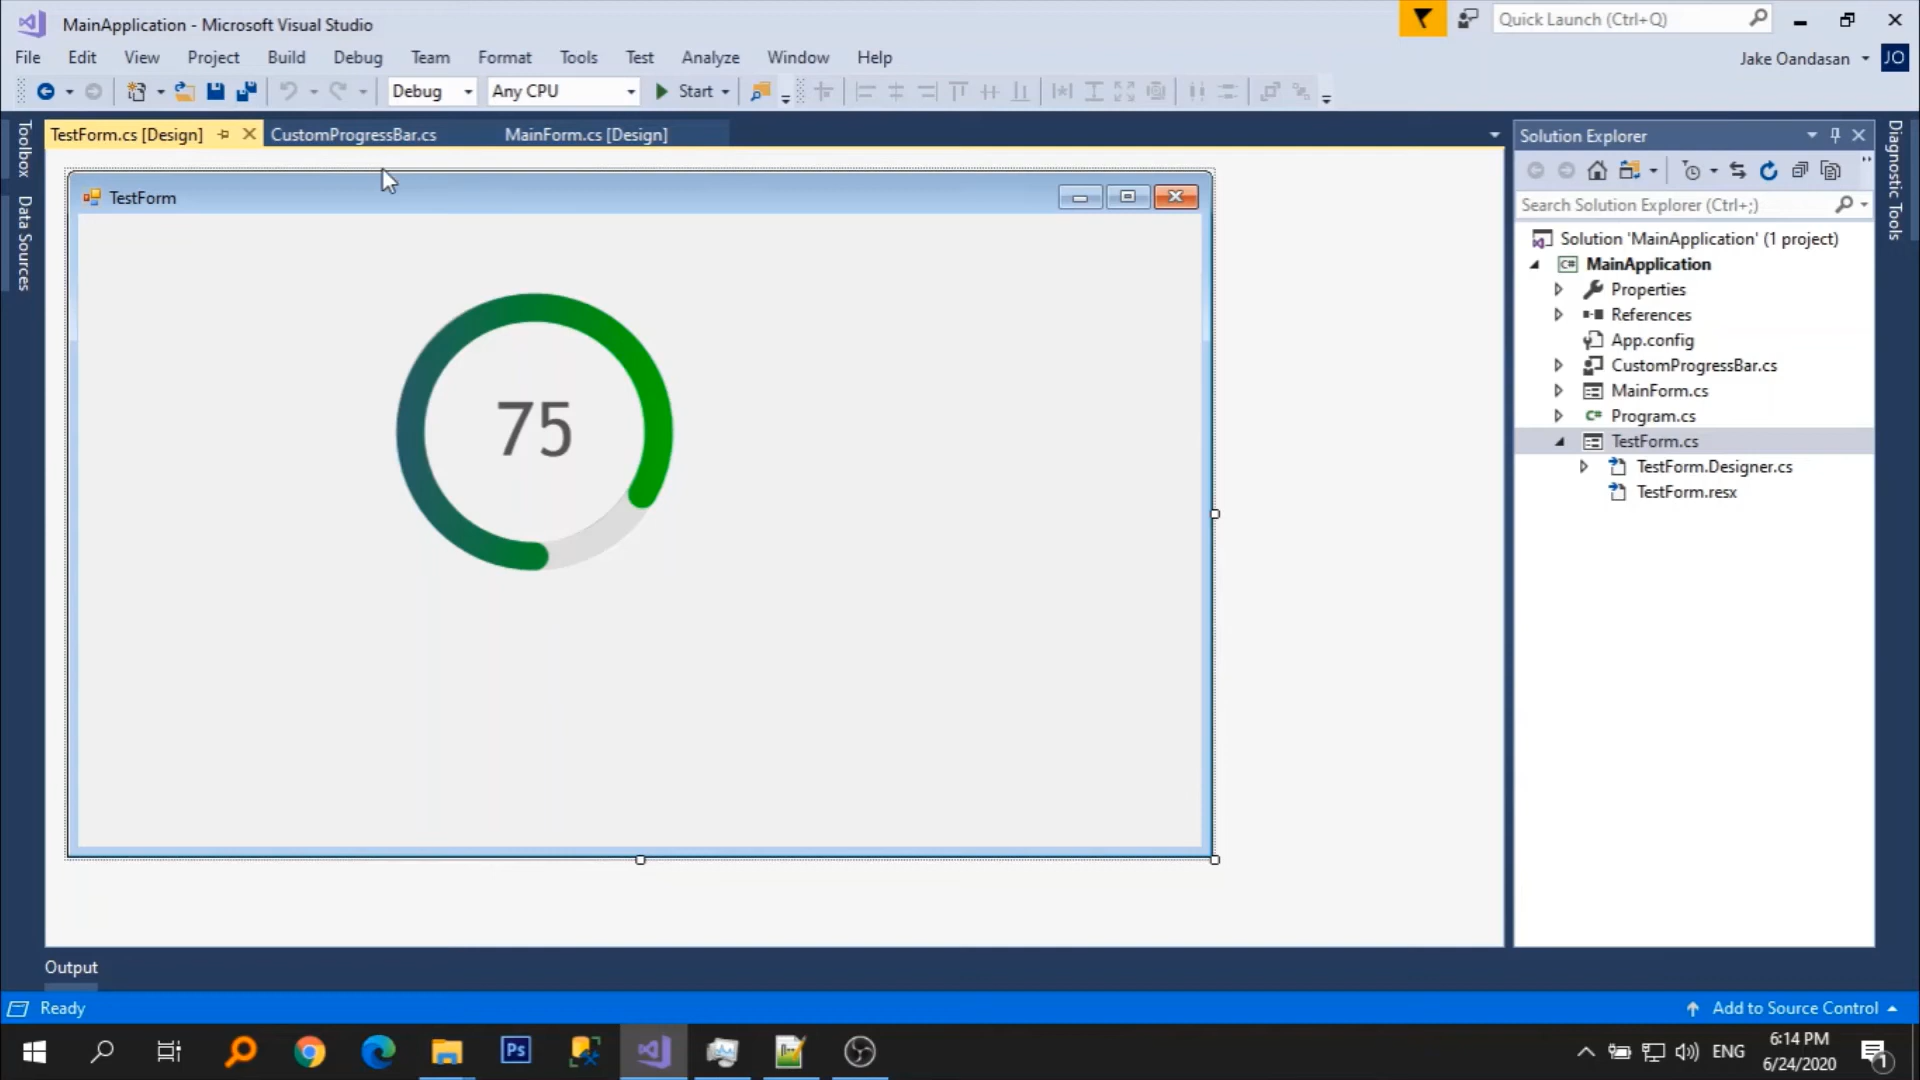 MainApplication - Microsoft Visual Studio
Quick Launch (Ctrl+Q)
File Edit View Project Build Debug Team Format Tools Test Analyze Window Help
Jake Oandasan JO
Debug Any CPU Start
Toolbox
Data Sources
TestForm.cs [Design] CustomProgressBar.cs MainForm.cs [Design]
TestForm
75
Solution Explorer
Search Solution Explorer (Ctrl+;)
Solution 'MainApplication' (1 project)
C# MainApplication
Properties
References
App.config
CustomProgressBar.cs
MainForm.cs
C# Program.cs
TestForm.cs
TestForm.Designer.cs
TestForm.resx
Diagnostic Tools
Output
Ready
Add to Source Control
Ps
ENG
6:14 PM
6/24/2020
1